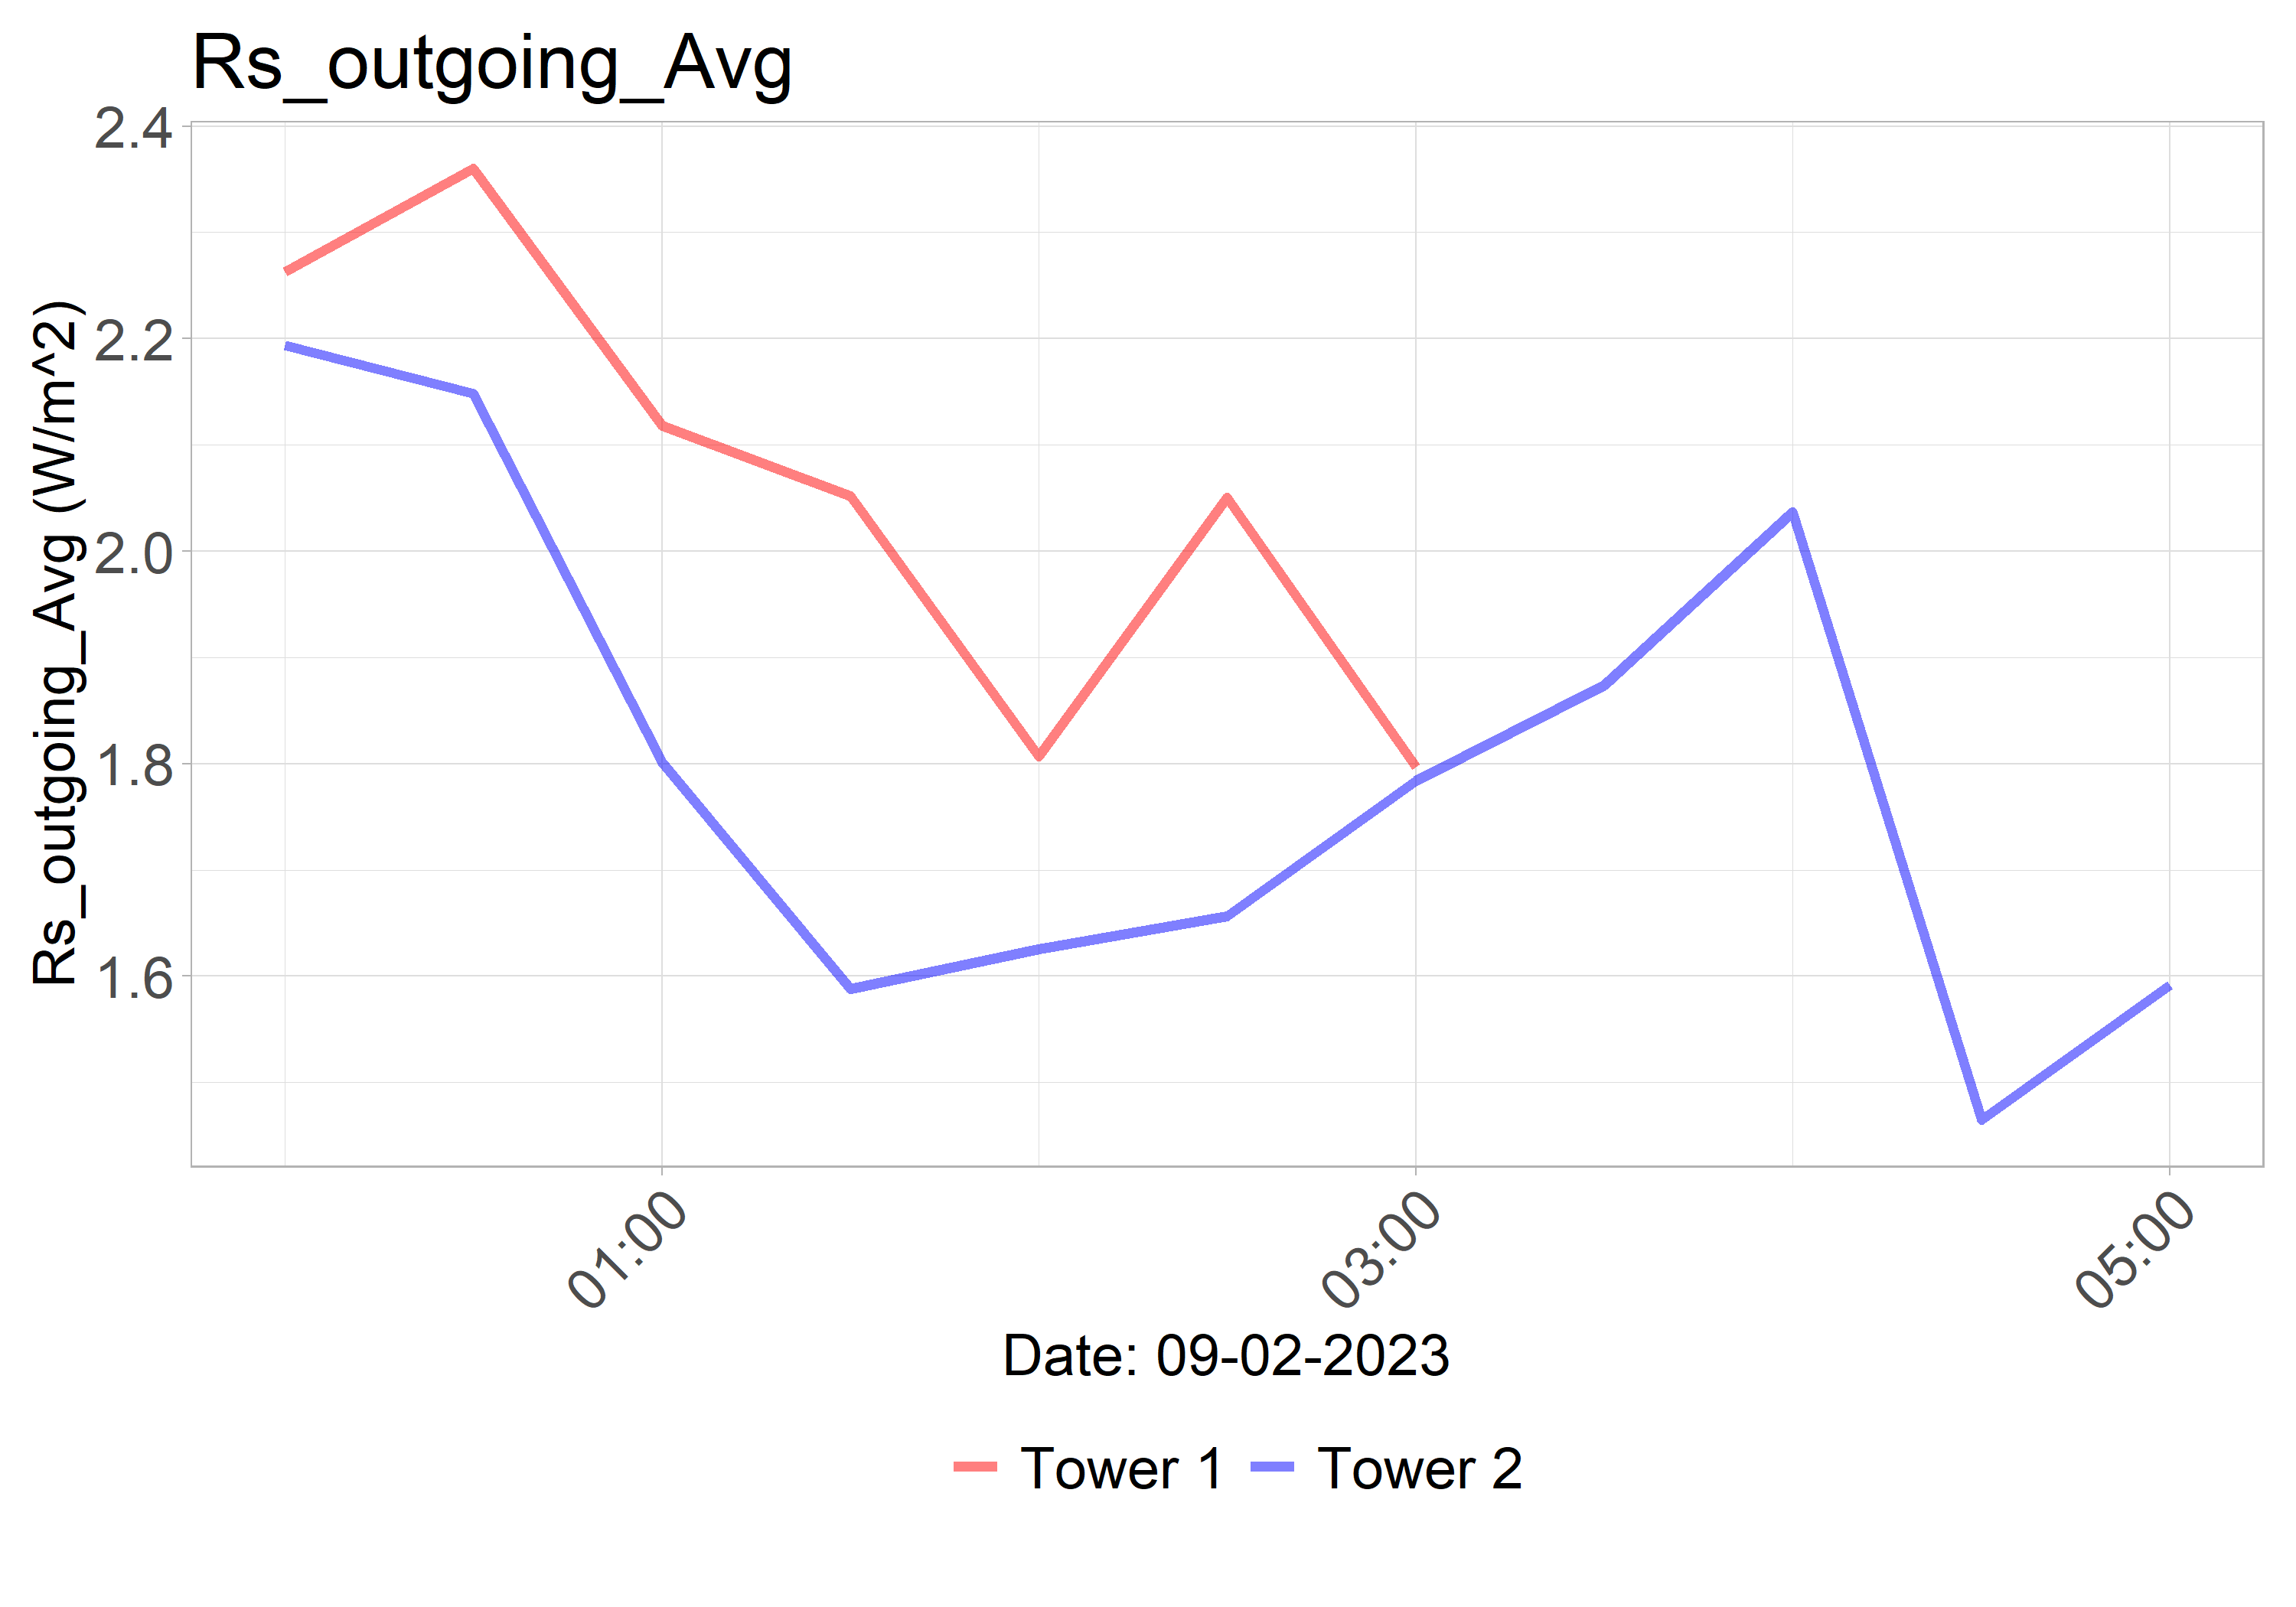 Rs_outgoing_Avg
Rs_outgoing_Avg (W/m^2)
2.4
2.2
2.0
1.8
1.6
01:00
03:00
05:00
Date: 09-02-2023
Tower 1
Tower 2